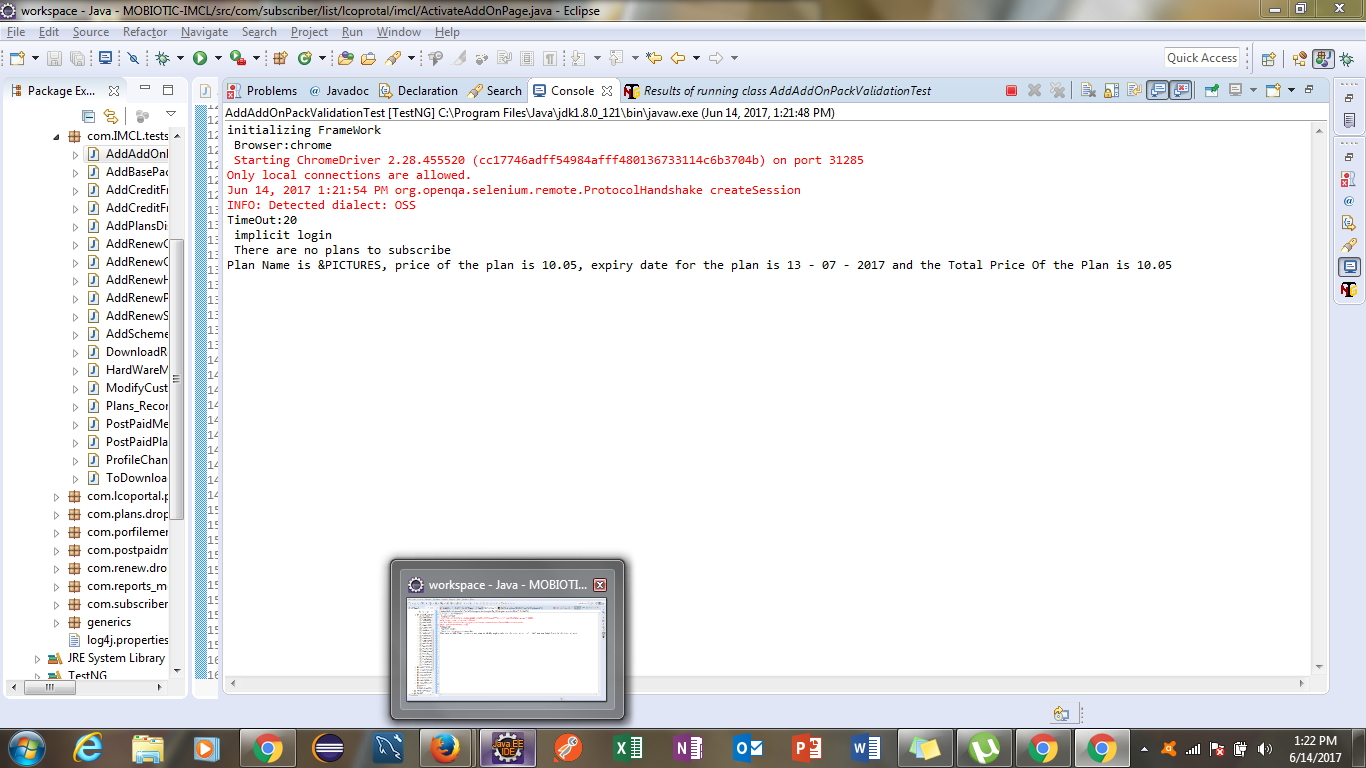 workspace - Java - MOBIOTIC-IMCL/src/com/subscriber/list/lcoprotal/imcl/ActivateAddOnPage.java - Eclipse
File Edit Source Refactor Navigate Search Project Run Window Help
Quick Access
Package Ex...
Problems Javadoc Declaration Search Console Results of running class AddAddOnPackValidationTest
AddAddOnPackValidationTest [TestNG] C:\Program Files\Java\jdk1.8.0_121\bin\javaw.exe (Jun 14, 2017, 1:21:48 PM)
initializing FrameWork
Browser:chrome
Starting ChromeDriver 2.28.455520 (cc17746adff54984afff480136733114c6b3704b) on port 31285
Only local connections are allowed.
Jun 14, 2017 1:21:54 PM org.openqa.selenium.remote.ProtocolHandshake createSession
INFO: Detected dialect: OSS
TimeOut:20
implicit login
There are no plans to subscribe
Plan Name is &PICTURES, price of the plan is 10.05, expiry date for the plan is 13 - 07 - 2017 and the Total Price Of the Plan is 10.05
com.IMCL.tests
AddAddOnl
AddBasePac
AddCreditFr
AddCreditFr
AddPlansDi
AddRenewC
AddRenewC
AddRenewH
AddRenewP
AddRenewS
AddScheme
DownloadR
HardWareM
ModifyCust
Plans_Recor
PostPaidMe
PostPaidPla
ProfileChan
ToDownloa
com.lcoportal.p
com.plans.drop
com.porfilemer
com.postpaidm
com.renew.dro
com.reports_m
com.subscriber
generics
log4j.properties
JRE System Library
TestNG
workspace - Java - MOBIOTI...
Java EE
IDE
1:22 PM
6/14/2017